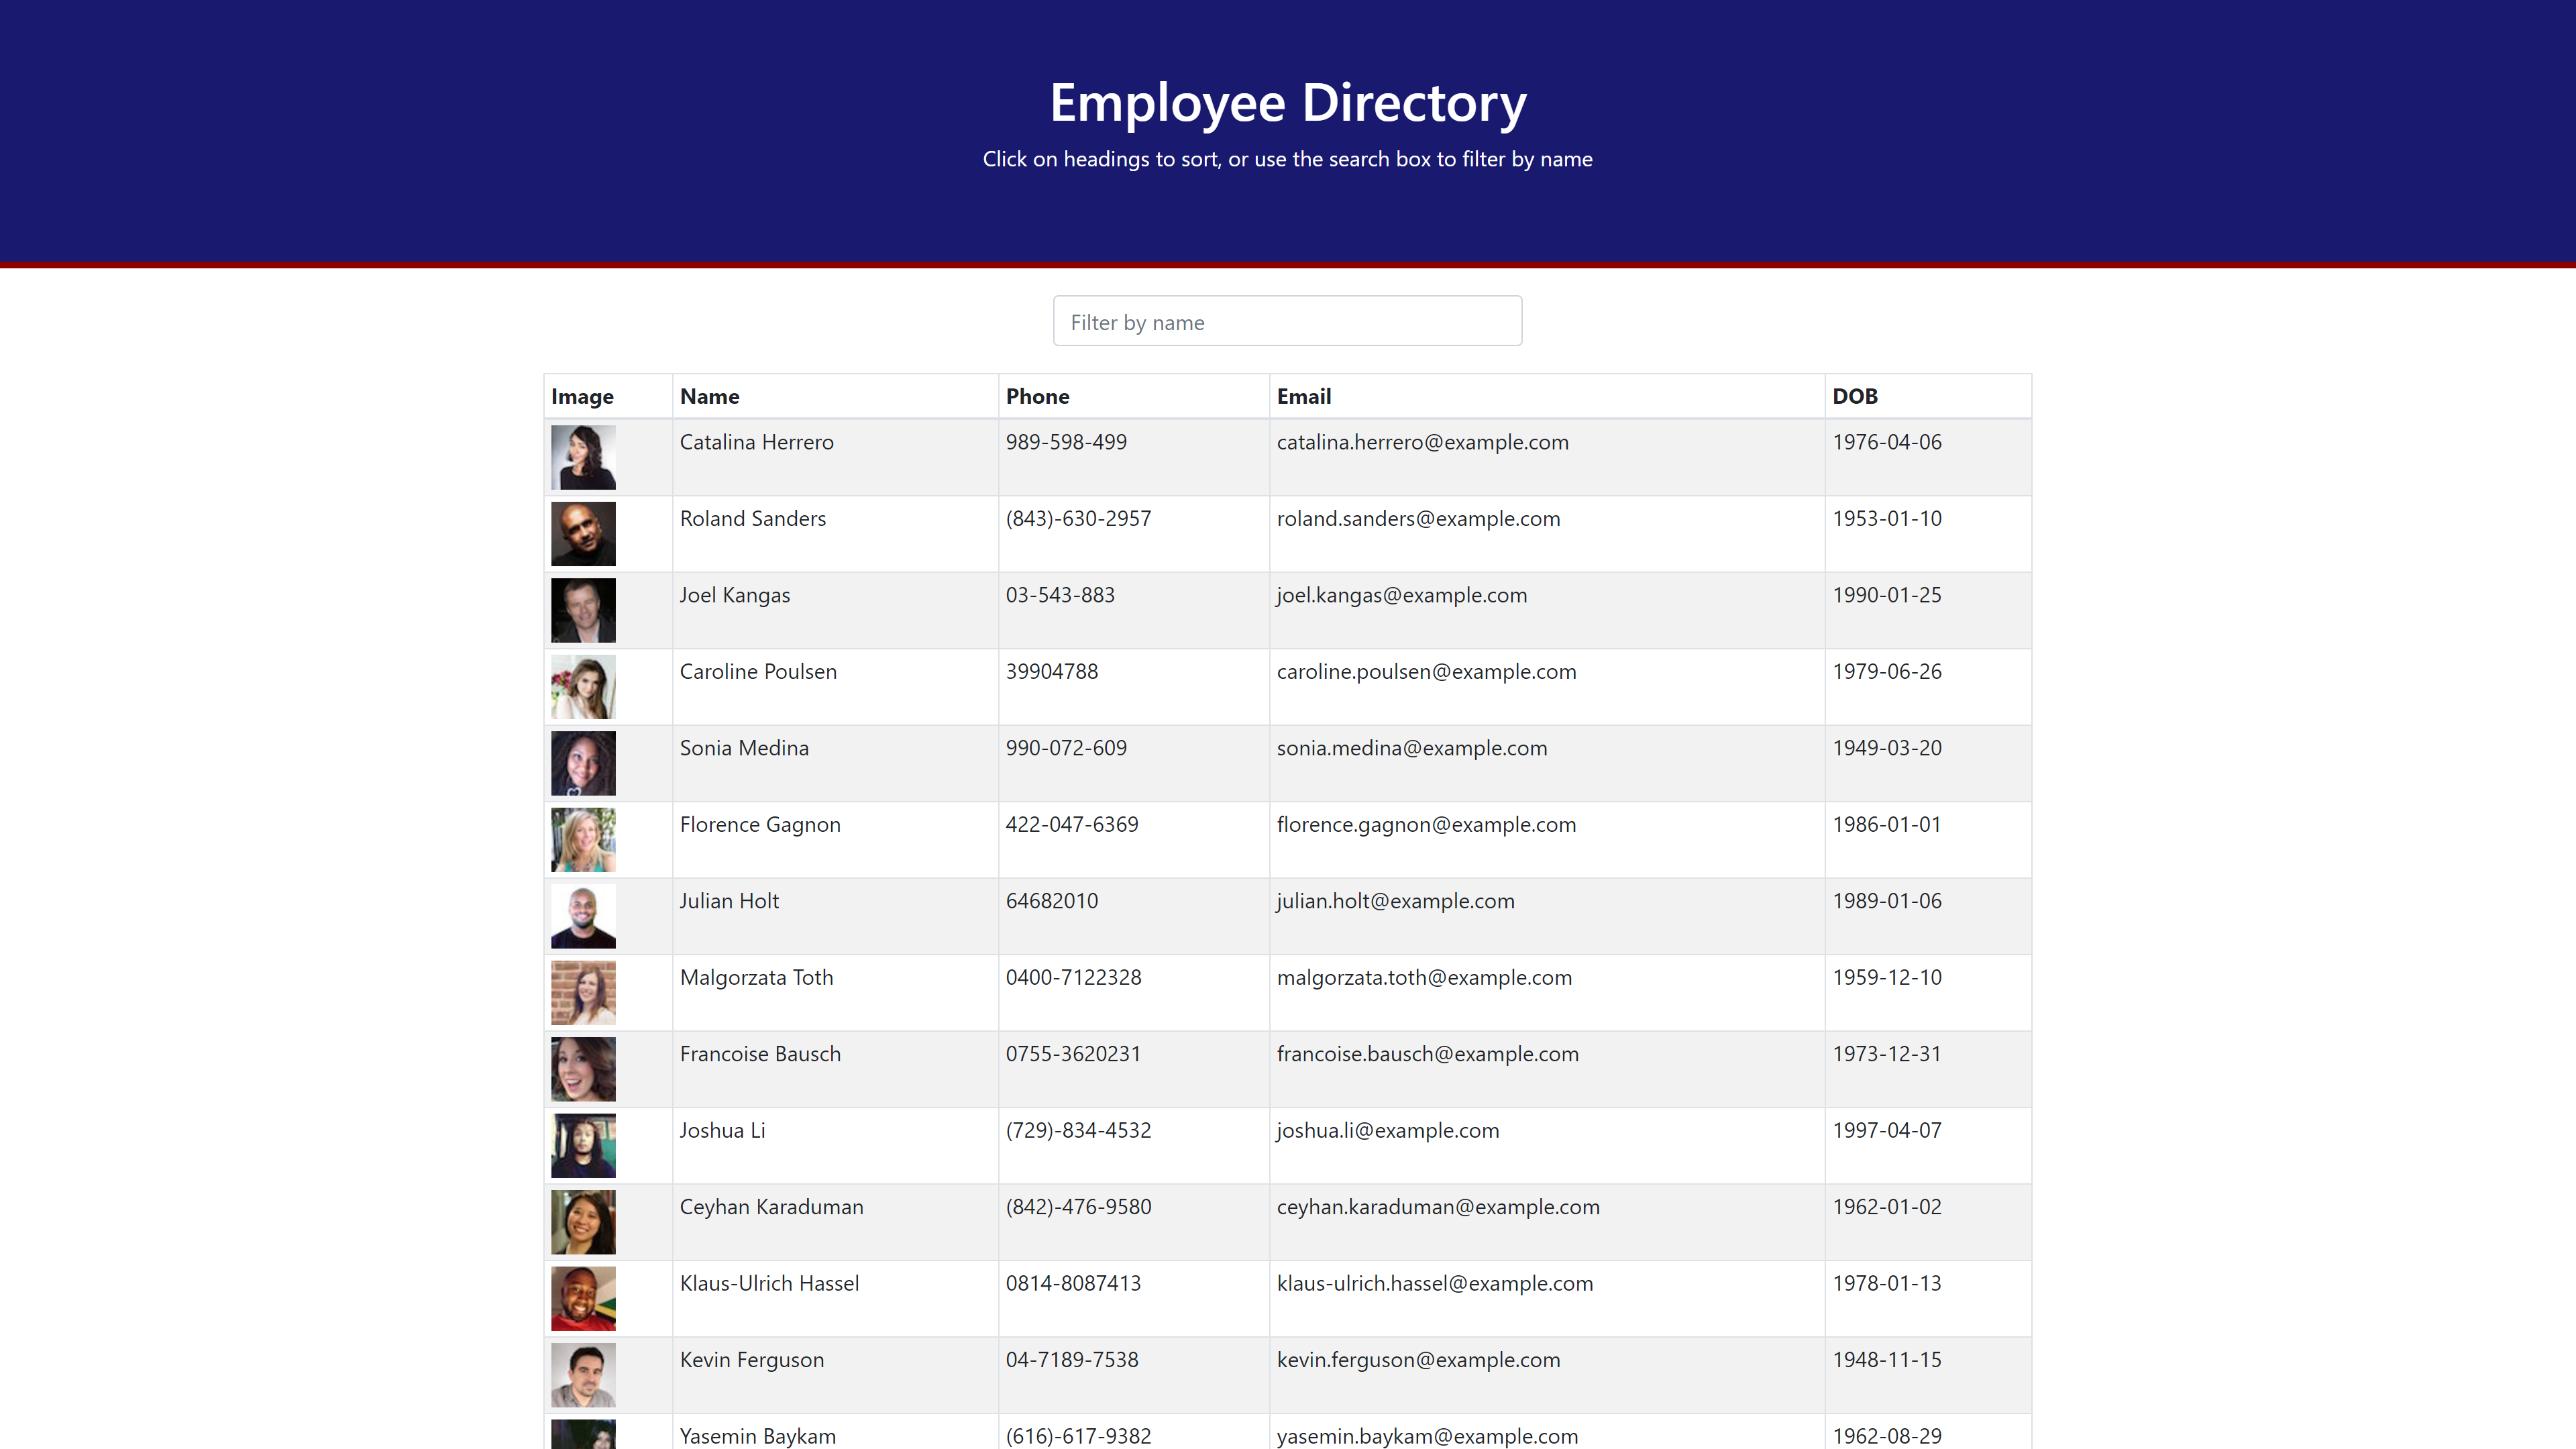 Employee Directory
Click on headings to sort, or use the search box to filter by name
Filter by name
Image Name Phone Email DOB
Catalina Herrero 989-598-499 catalina.herrero@example.com 1976-04-06
Roland Sanders (843)-630-2957 roland.sanders@example.com 1953-01-10
Joel Kangas 03-543-883 joel.kangas@example.com 1990-01-25
Caroline Poulsen 39904788 caroline.poulsen@example.com 1979-06-26
Sonia Medina 990-072-609 sonia.medina@example.com 1949-03-20
Florence Gagnon 422-047-6369 florence.gagnon@example.com 1986-01-01
Julian Holt 64682010 julian.holt@example.com 1989-01-06
Malgorzata Toth 0400-7122328 malgorzata.toth@example.com 1959-12-10
Francoise Bausch 0755-3620231 francoise.bausch@example.com 1973-12-31
Joshua Li (729)-834-4532 joshua.li@example.com 1997-04-07
Ceyhan Karaduman (842)-476-9580 ceyhan.karaduman@example.com 1962-01-02
Klaus-Ulrich Hassel 0814-8087413 klaus-ulrich.hassel@example.com 1978-01-13
Kevin Ferguson 04-7189-7538 kevin.ferguson@example.com 1948-11-15
Yasemin Baykam (616)-617-9382 yasemin.baykam@example.com 1962-08-29